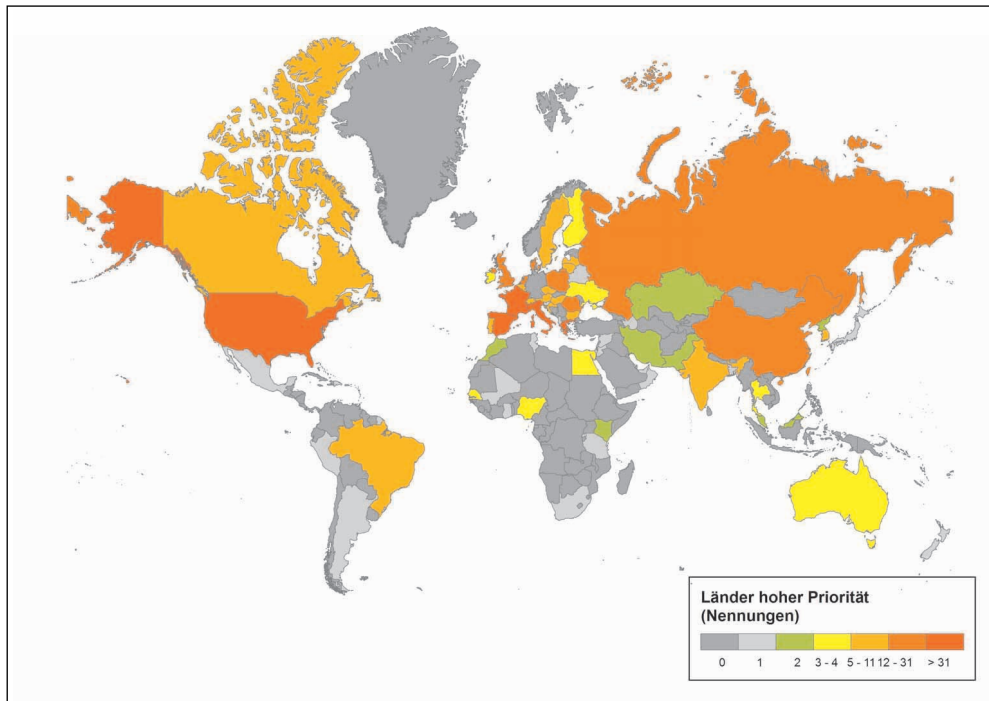 Länder hoher Priorität
(Nennungen)
0 1 2 3 - 4 5 - 11 12 - 31 > 31